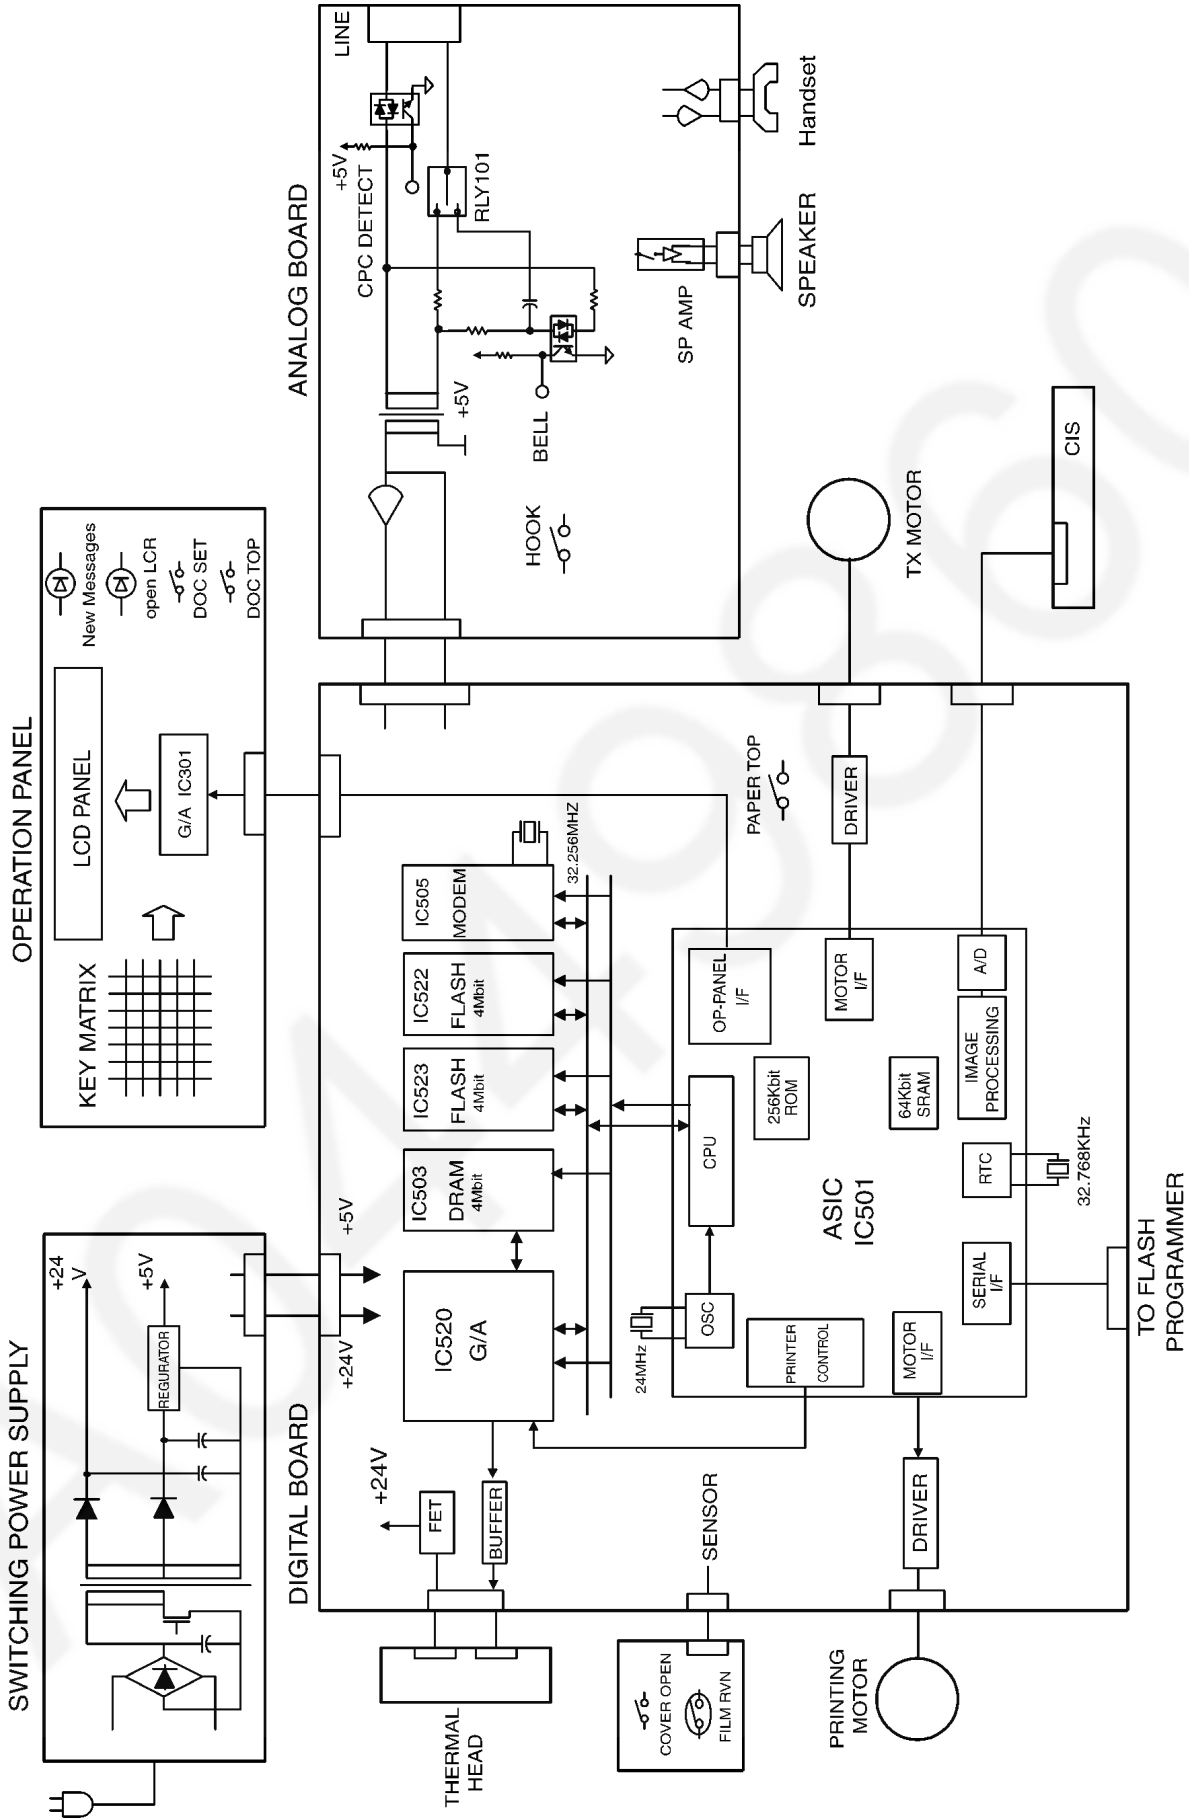 SWITCHING POWER SUPPLY
+24
V
+5V
REGURATOR
OPERATION PANEL
KEY MATRIX
LCD PANEL
G/A IC301
New Messages
open LCR
DOC SET
DOC TOP
ANALOG BOARD
LINE
+5V
CPC DETECT
RLY101
+5V
BELL
HOOK
SP AMP
SPEAKER
Handset
DIGITAL BOARD
+24V
+5V
+24V
FET
BUFFER
THERMAL
HEAD
IC520
G/A
IC503
DRAM
4Mbit
IC523
FLASH
4Mbit
IC522
FLASH
4Mbit
IC505
MODEM
32.256MHZ
24MHz
OSC
CPU
OP-PANEL
I/F
PRINTER
CONTROL
256Kbit
ROM
MOTOR
I/F
ASIC
IC501
64Kbit
SRAM
MOTOR
I/F
SERIAL
I/F
RTC
32.768KHz
IMAGE
PROCESSING
A/D
PAPER TOP
DRIVER
TX MOTOR
CIS
SENSOR
COVER OPEN
FILM RVN
DRIVER
PRINTING
MOTOR
TO FLASH
PROGRAMMER